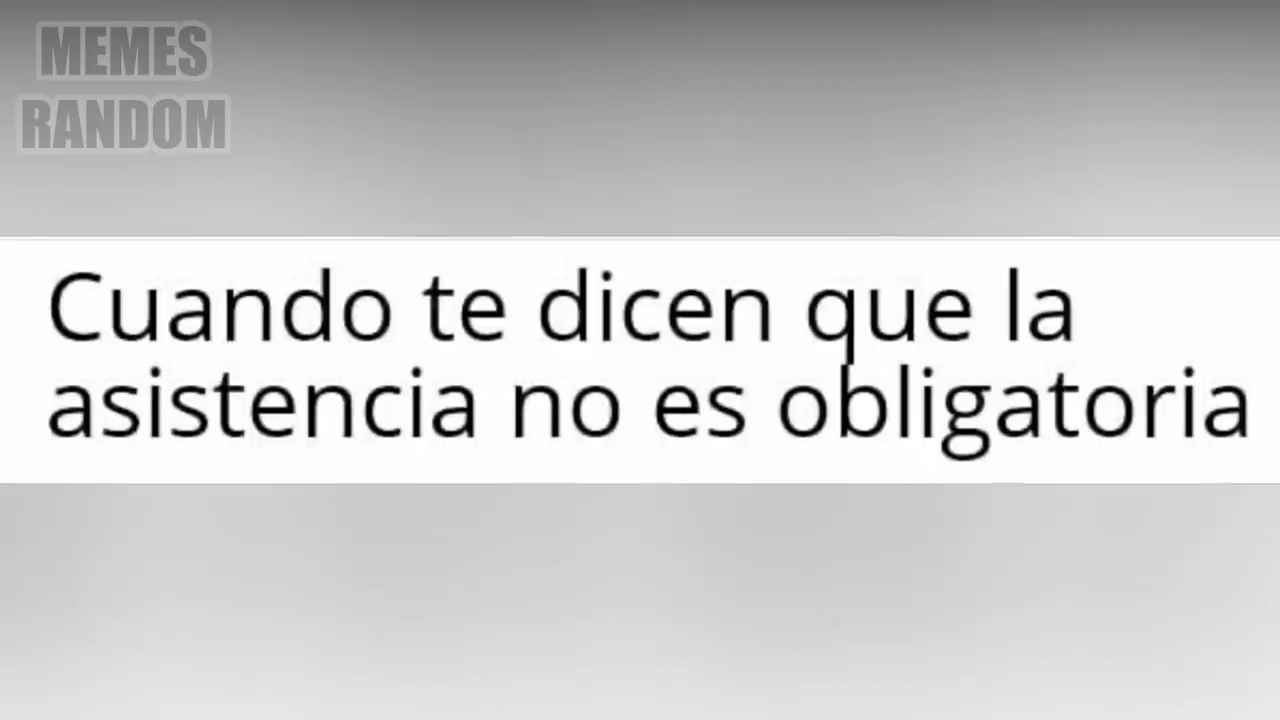 MEMES
RANDOM
Cuando te dicen que la
asistencia no es obligatoria